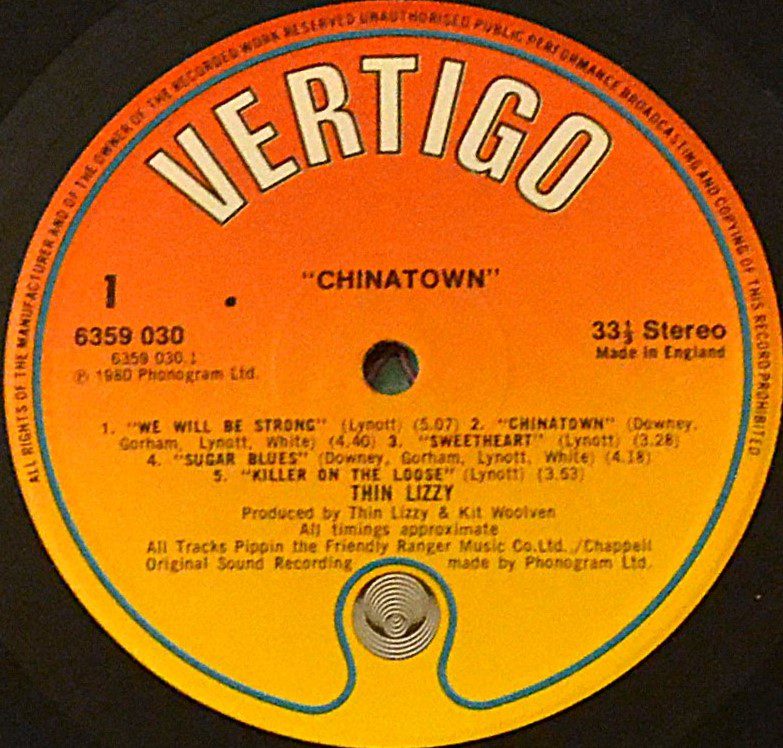 ALL RIGHTS OF THE MANUFACTURER AND OF THE OWNER OF THE RECORDED WORK RESERVED UNAUTHORISED PUBLIC PERFORMANCE BROADCASTING AND COPYING OF THIS RECORD PROHIBITED
VERTIGO
"CHINATOWN"
1
6359 030
6359 030.1
℗ 1980 Phonogram Ltd.
33⅓ Stereo
Made in England
1. "WE WILL BE STRONG" (Lynott) (5.07) 2. "CHINATOWN" (Downey,
Gorham, Lynott, White) (4.40) 3. "SWEETHEART" (Lynott) (3.28)
4. "SUGAR BLUES" (Downey, Gorham, Lynott, White) (4.18)
5. "KILLER ON THE LOOSE" (Lynott) (3.53)
THIN LIZZY
Produced by Thin Lizzy & Kit Woolven
All timings approximate
All Tracks Pippin the Friendly Ranger Music Co.Ltd./Chappell
Original Sound Recording made by Phonogram Ltd.